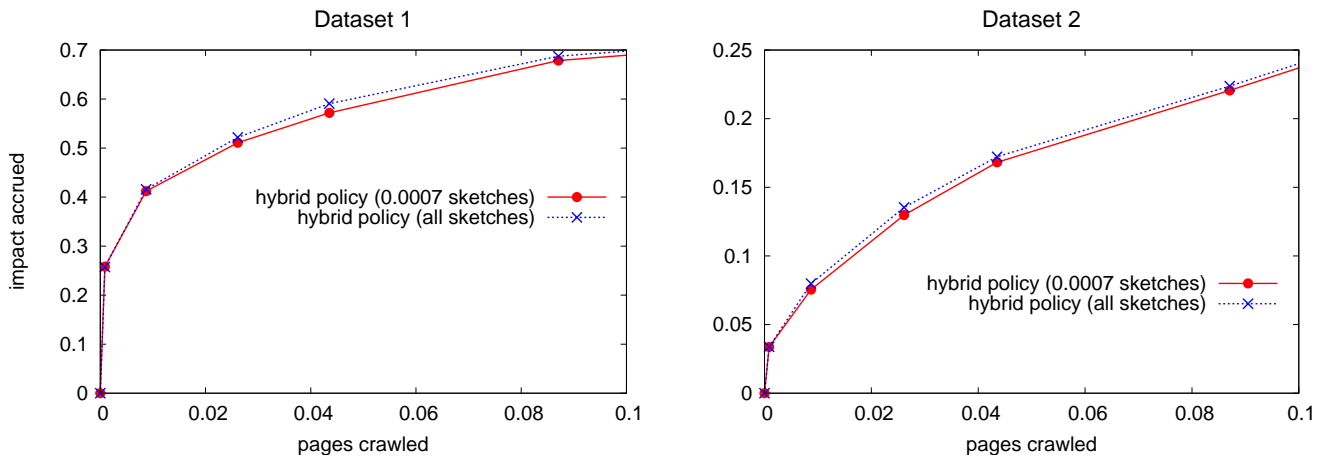 Dataset 1
0.7
0.6
0.5
0.4
0.3
0.2
0.1
0
impact accrued
hybrid policy (0.0007 sketches)
hybrid policy (all sketches)
0 0.02 0.04 0.06 0.08 0.1
pages crawled
Dataset 2
0.25
0.2
0.15
0.1
0.05
0
hybrid policy (0.0007 sketches)
hybrid policy (all sketches)
0 0.02 0.04 0.06 0.08 0.1
pages crawled